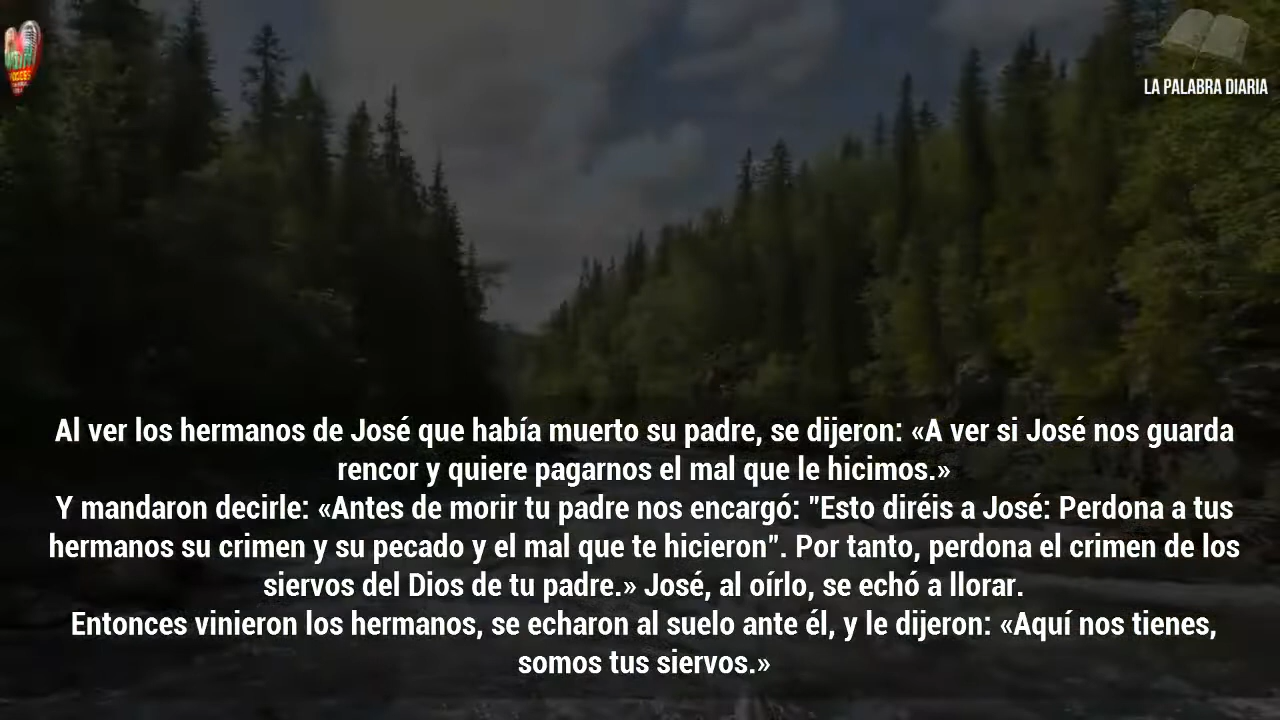 LA PALABRA DIARIA
Al ver los hermanos de José que había muerto su padre, se dijeron: «A ver si José nos guarda
rencor y quiere pagarnos el mal que le hicimos.»
Y mandaron decirle: «Antes de morir tu padre nos encargó: "Esto diréis a José: Perdona a tus
hermanos su crimen y su pecado y el mal que te hicieron". Por tanto, perdona el crimen de los
siervos del Dios de tu padre.» José, al oírlo, se echó a llorar.
Entonces vinieron los hermanos, se echaron al suelo ante él, y le dijeron: «Aquí nos tienes,
somos tus siervos.»